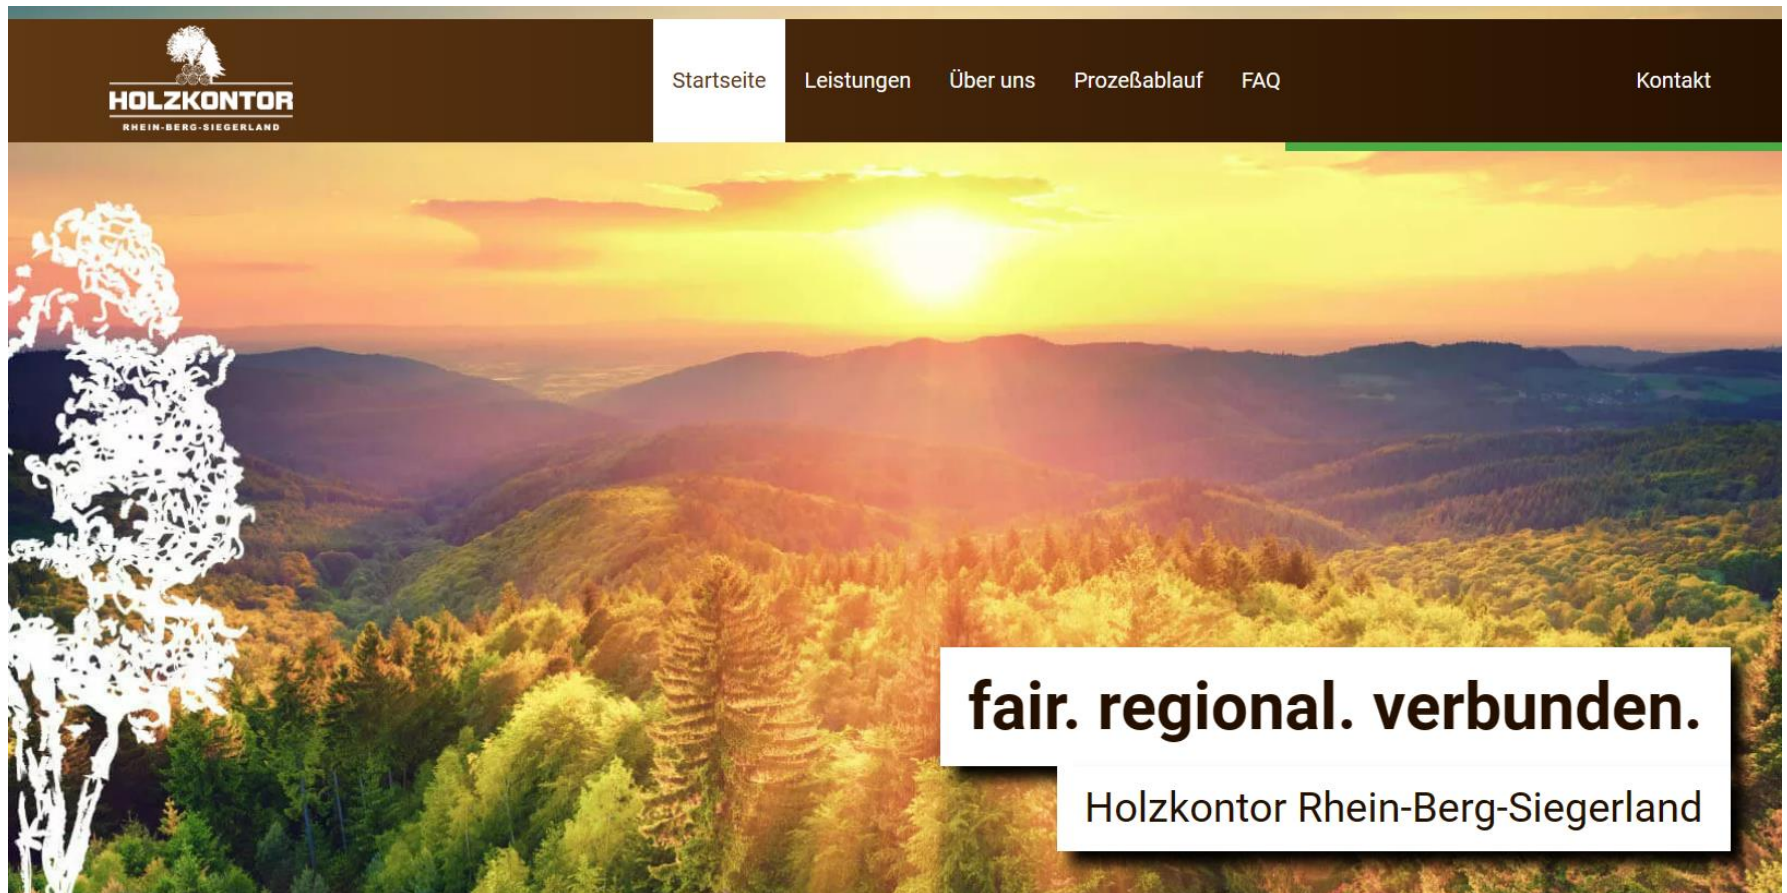 HOLZKONTOR
RHEIN-BERG-SIEGERLAND
Startseite Leistungen Über uns Prozeßablauf FAQ Kontakt
fair. regional. verbunden.
Holzkontor Rhein-Berg-Siegerland